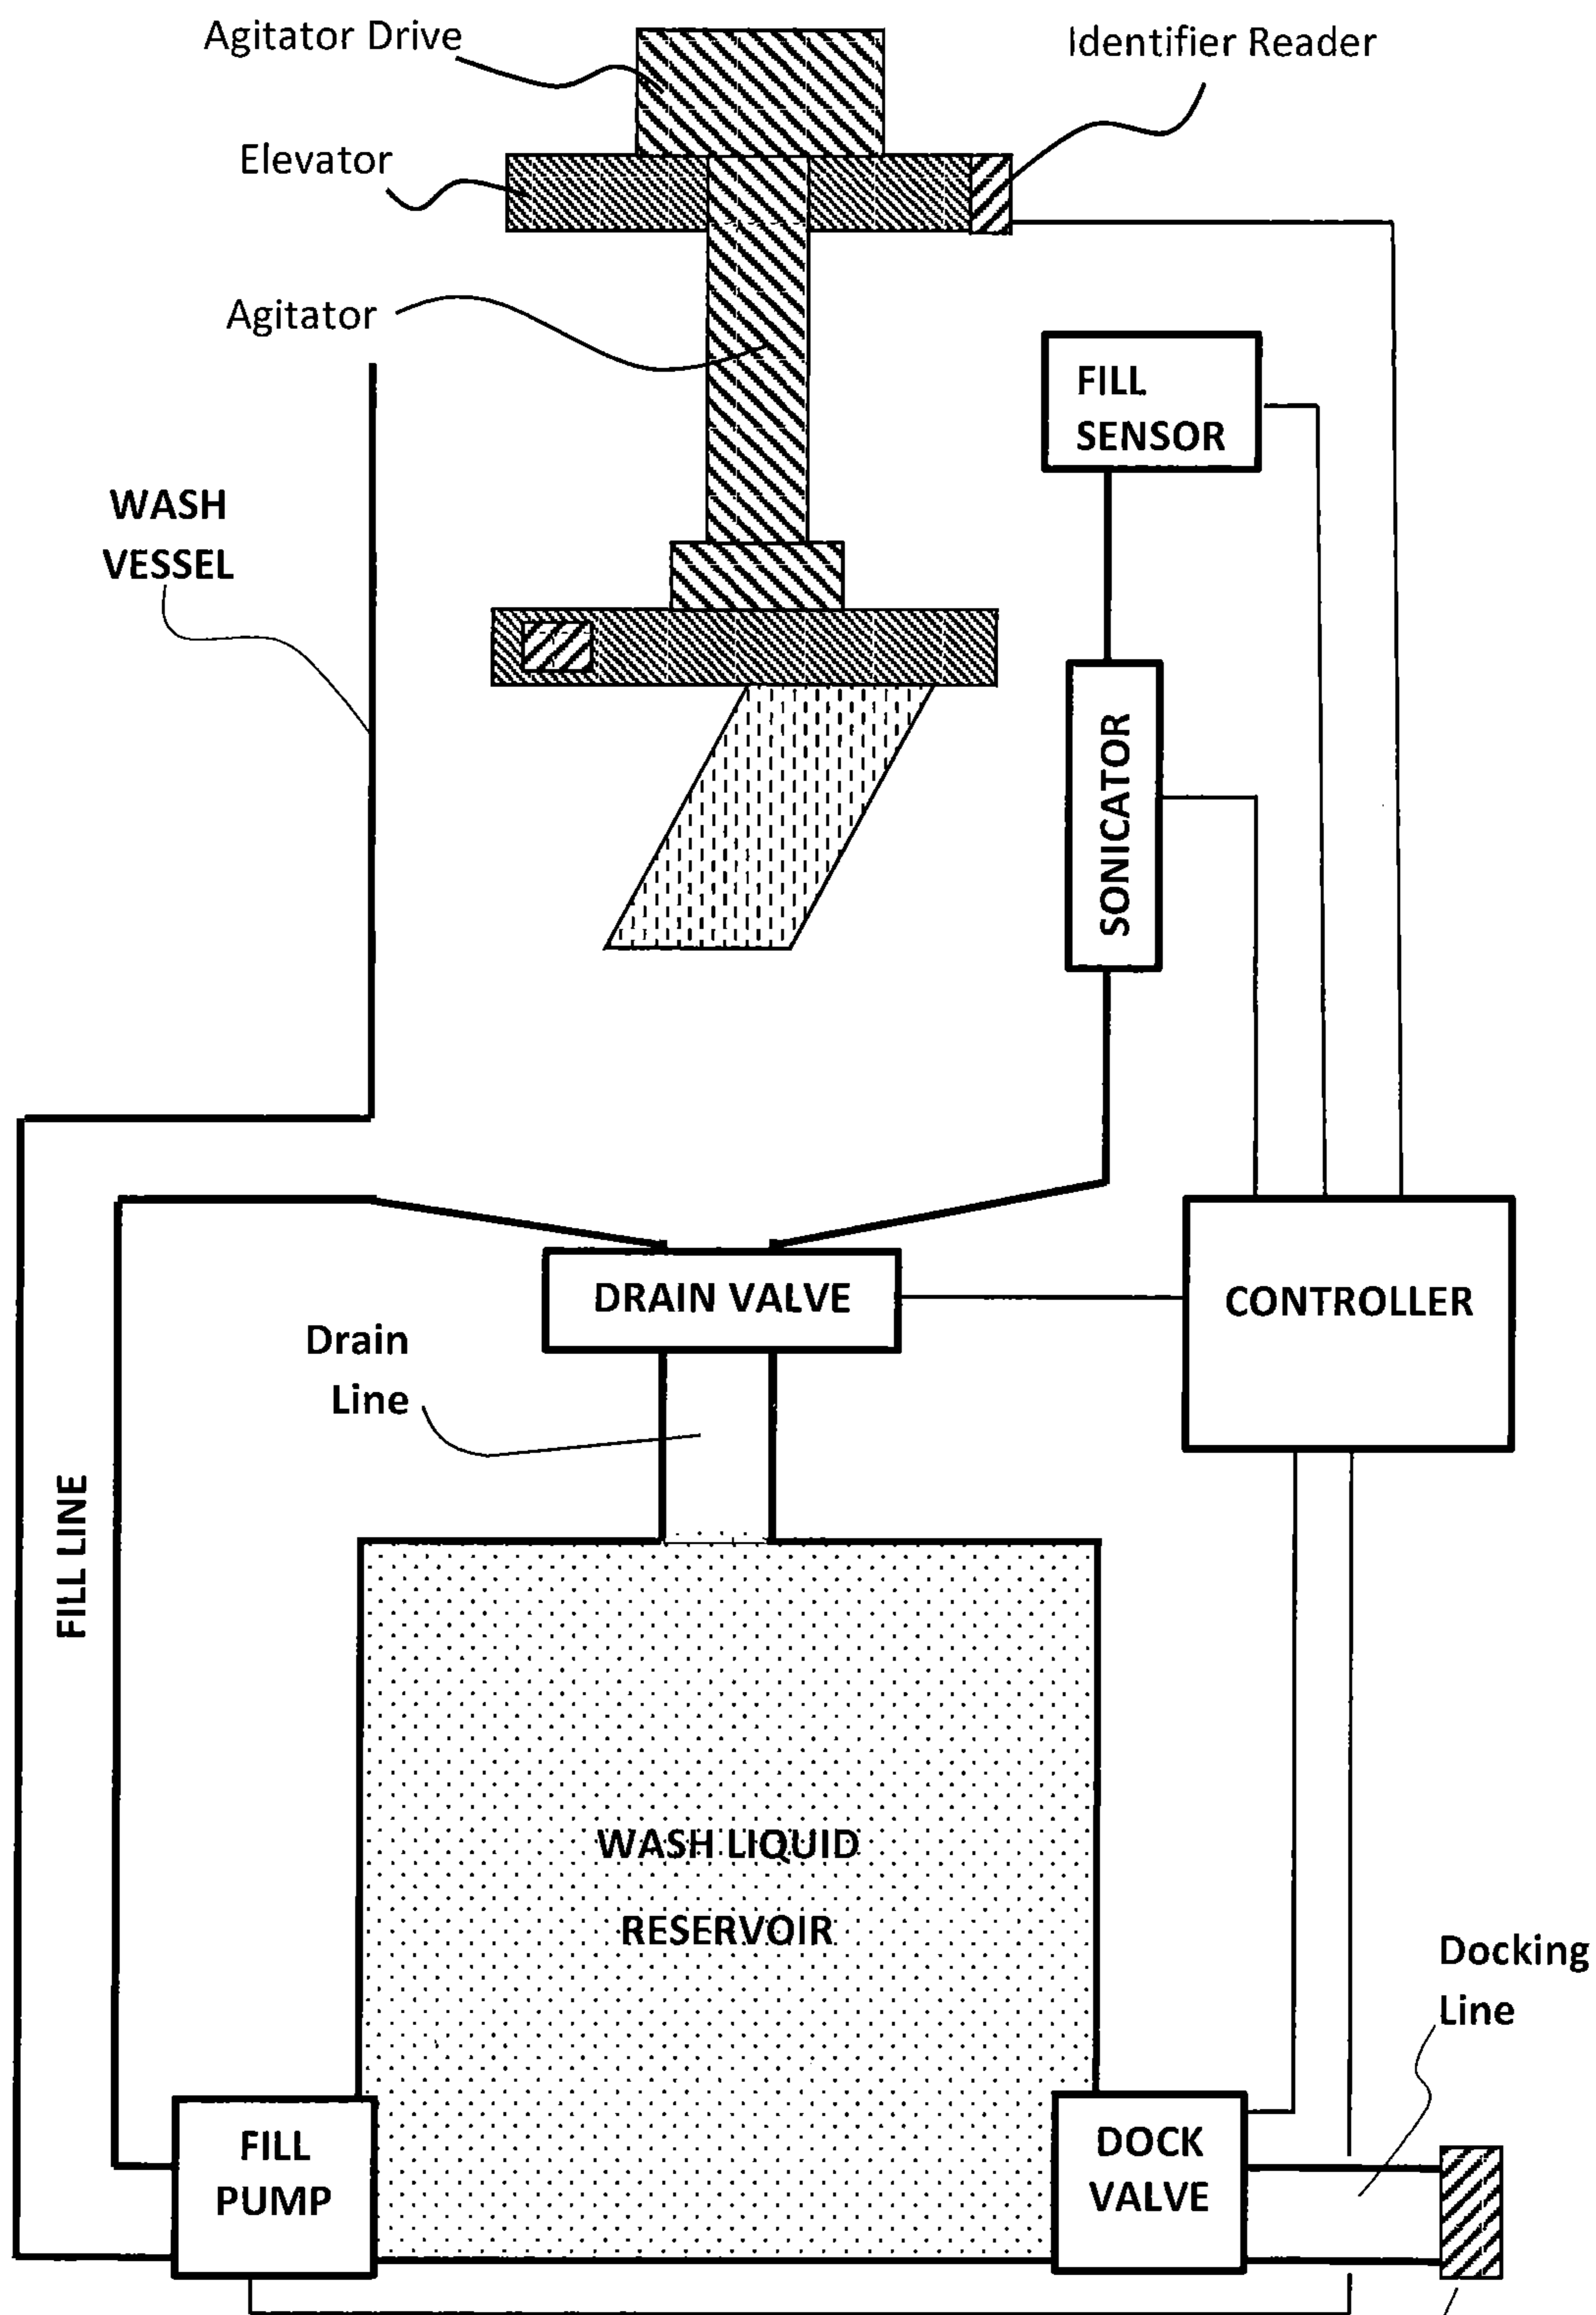 Agitator Drive
Identifier Reader
Elevator
Agitator
FILL
SENSOR
WASH
VESSEL
SONICATOR
DRAIN VALVE
CONTROLLER
Drain
Line
FILL LINE
WASH LIQUID
RESERVOIR
Docking
Line
FILL
PUMP
DOCK
VALVE